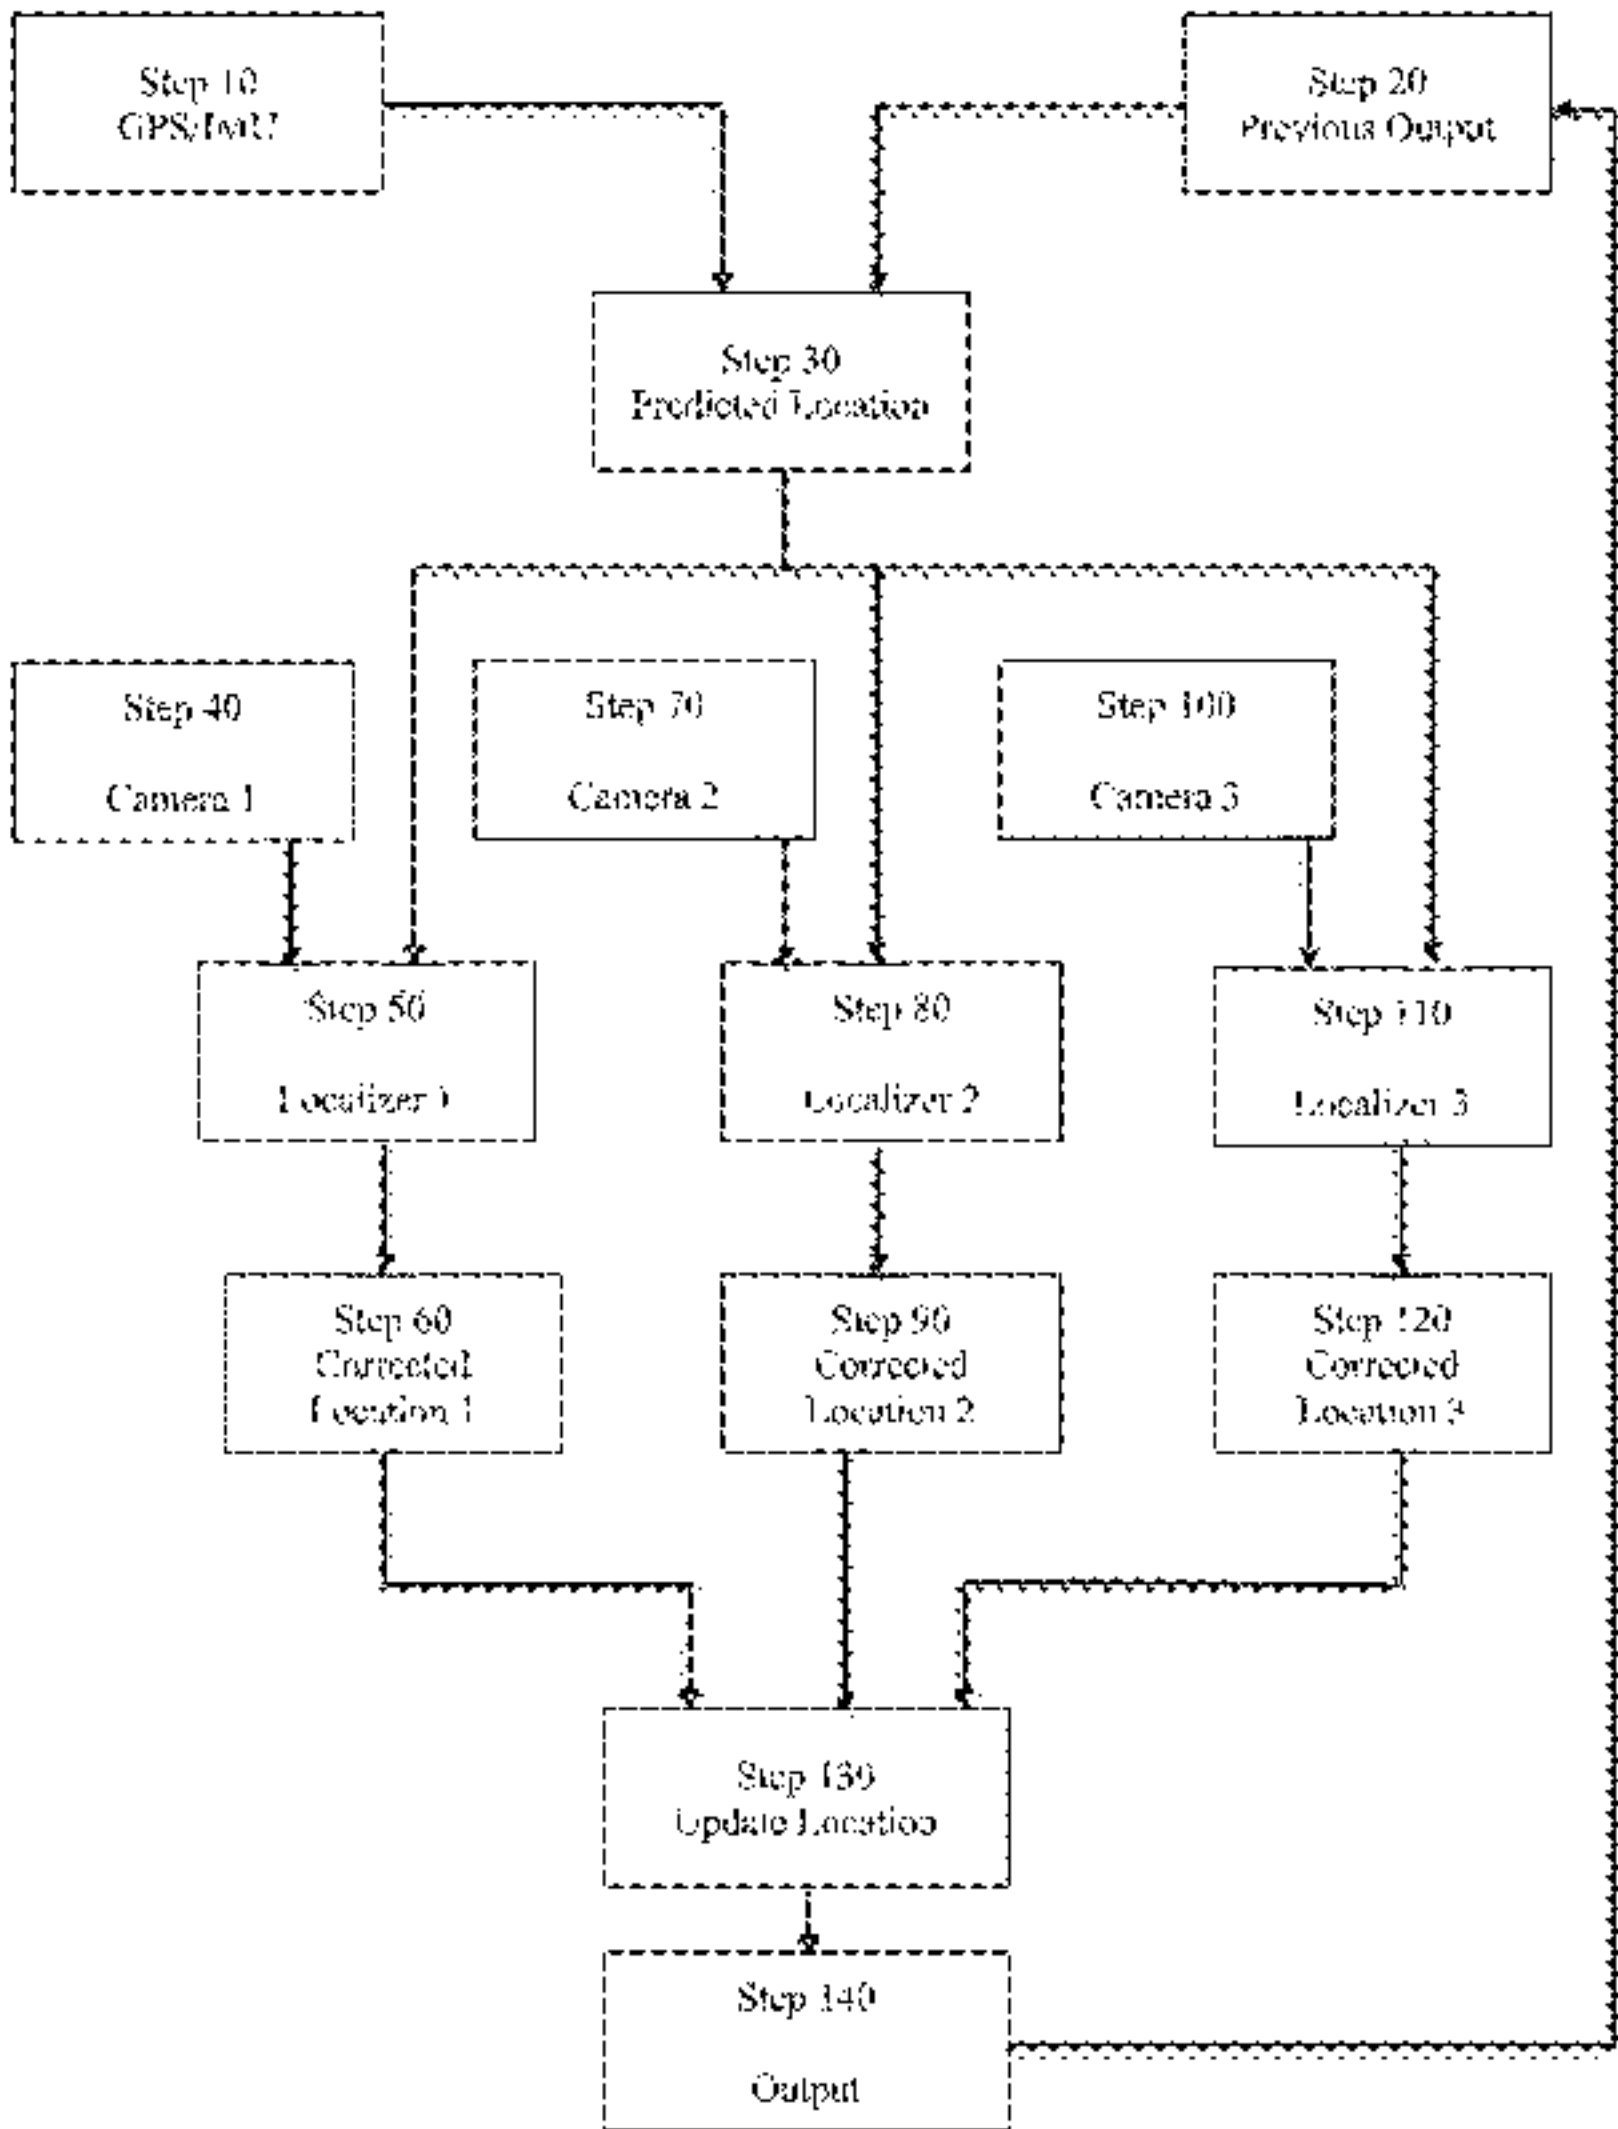 Step 10
GPS/IMU
Step 20
Previous Output
Step 30
Predicted Location
Step 40
Camera 1
Step 70
Camera 2
Step 100
Camera 3
Step 50
Localizer 1
Step 80
Localizer 2
Step 110
Localizer 3
Step 60
Corrected
Location 1
Step 90
Corrected
Location 2
Step 120
Corrected
Location 3
Step 130
Update Location
Step 140
Output